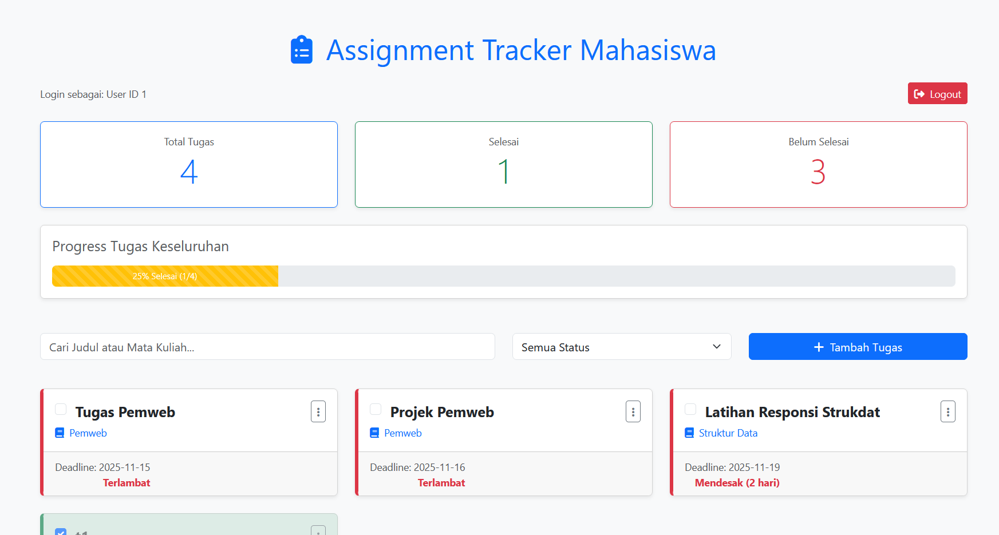 Assignment Tracker Mahasiswa
Login sebagai: User ID 1
Logout
Total Tugas
4
Selesai
1
Belum Selesai
3
Progress Tugas Keseluruhan
25% Selesai (1/4)
Cari Judul atau Mata Kuliah...
Semua Status
Tambah Tugas
Tugas Pemweb
Pemweb
Deadline: 2025-11-15
Terlambat
Projek Pemweb
Pemweb
Deadline: 2025-11-16
Terlambat
Latihan Responsi Strukdat
Struktur Data
Deadline: 2025-11-19
Mendesak (2 hari)